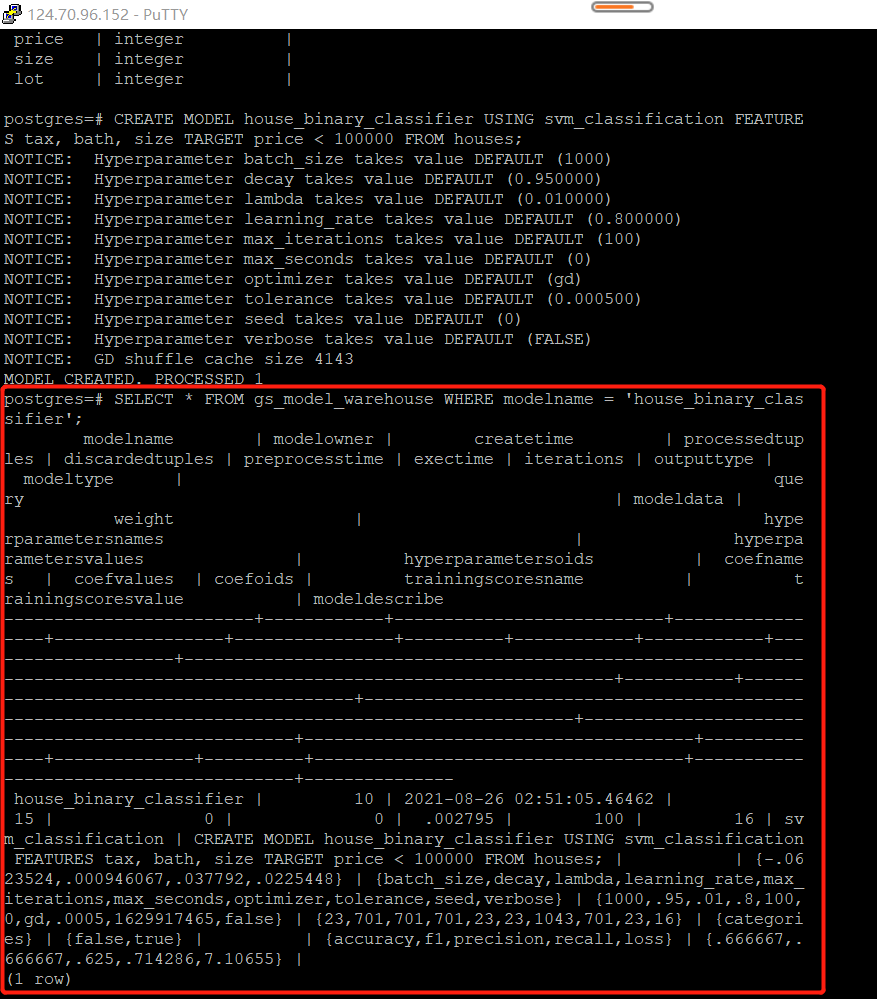 124.70.96.152 - PuTTY
price | integer |
size | integer |
lot | integer |
postgres=# CREATE MODEL house_binary_classifier USING svm_classification FEATURE
S tax, bath, size TARGET price < 100000 FROM houses;
NOTICE: Hyperparameter batch_size takes value DEFAULT (1000)
NOTICE: Hyperparameter decay takes value DEFAULT (0.950000)
NOTICE: Hyperparameter lambda takes value DEFAULT (0.010000)
NOTICE: Hyperparameter learning_rate takes value DEFAULT (0.800000)
NOTICE: Hyperparameter max_iterations takes value DEFAULT (100)
NOTICE: Hyperparameter max_seconds takes value DEFAULT (0)
NOTICE: Hyperparameter optimizer takes value DEFAULT (gd)
NOTICE: Hyperparameter tolerance takes value DEFAULT (0.000500)
NOTICE: Hyperparameter seed takes value DEFAULT (0)
NOTICE: Hyperparameter verbose takes value DEFAULT (FALSE)
NOTICE: GD shuffle cache size 4143
MODEL CREATED. PROCESSED 1
postgres=# SELECT * FROM gs_model_warehouse WHERE modelname = 'house_binary_clas
sifier';
modelname | modelowner | createtime | processedtup
les | discardedtuples | preprocesstime | exectime | iterations | outputtype |
modeltype | que
ry | modeldata |
weight | hype
rparametersnames | hyperpa
rametersvalues | hyperparametersoids | coefname
s | coefvalues | coefoids | trainingscoresname | t
rainingscoresvalue | modeldescribe
-------------------------+------------+---------------------------+-------------
----+-----------------+----------------+----------+------------+------------+---
-----------------+--------------------------------------------------------------
-------------------------------------------------------------+-----------+------
-----------------------------------+--------------------------------------------
---------------------------------------------------------+----------------------
-----------------------------+---------------------------------------+----------
----+--------------+----------+-------------------------------------+-----------
-----------------------------+---------------
house_binary_classifier | 10 | 2021-08-26 02:51:05.46462 |
15 | 0 | 0 | .002795 | 100 | 16 | sv
m_classification | CREATE MODEL house_binary_classifier USING svm_classification
FEATURES tax, bath, size TARGET price < 100000 FROM houses; | | {-.06
23524,.000946067,.037792,.0225448} | {batch_size,decay,lambda,learning_rate,max_
iterations,max_seconds,optimizer,tolerance,seed,verbose} | {1000,.95,.01,.8,100,
0,gd,.0005,1629917465,false} | {23,701,701,701,23,23,1043,701,23,16} | {categori
es} | {false,true} | | {accuracy,f1,precision,recall,loss} | {.666667,.
666667,.625,.714286,7.10655} |
(1 row)